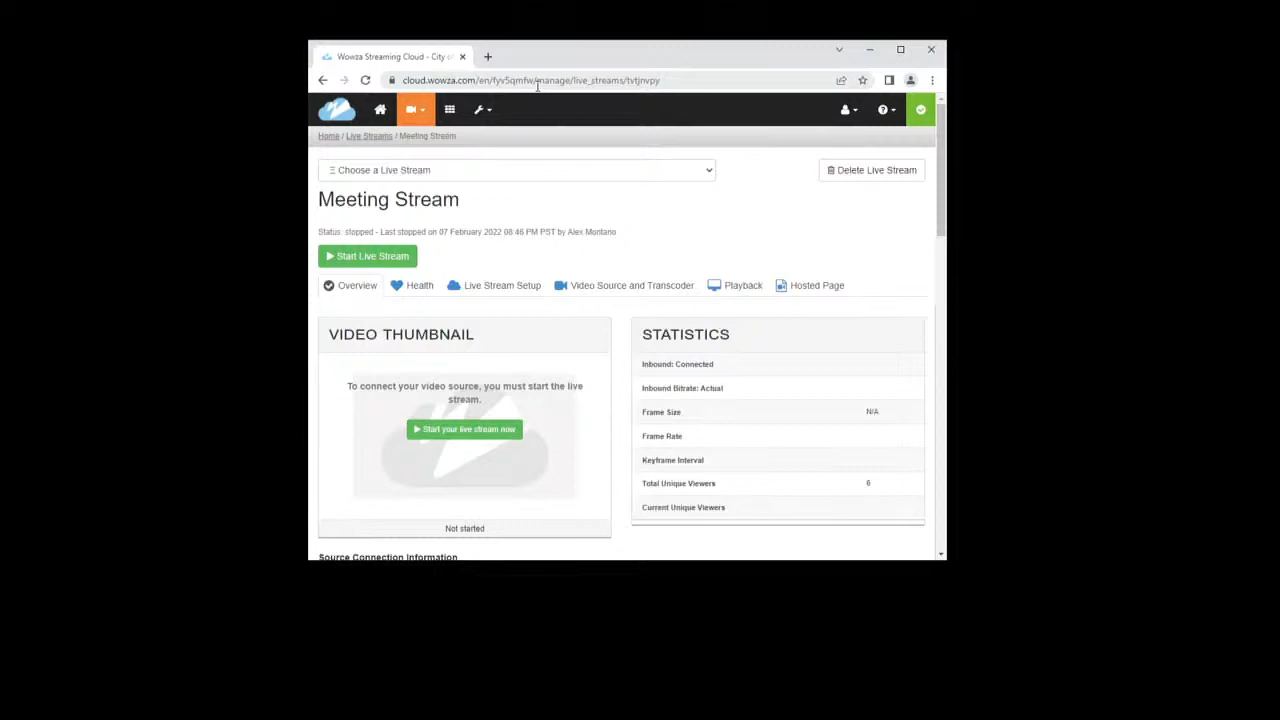 Wowza Streaming Cloud - City of
cloud.wowza.com/en/fyv5qmfw/manage/live_streams/tvtjnvpy
Home / Live Streams / Meeting Stream
Choose a Live Stream
Delete Live Stream
Meeting Stream
Status: stopped - Last stopped on 07 February 2022 08:46 PM PST by Alex Montano
Start Live Stream
Overview Health Live Stream Setup Video Source and Transcoder Playback Hosted Page
VIDEO THUMBNAIL
To connect your video source, you must start the live
stream.
Start your live stream now
Not started
STATISTICS
Inbound: Connected
Inbound Bitrate: Actual
Frame Size N/A
Frame Rate
Keyframe Interval
Total Unique Viewers 6
Current Unique Viewers
Source Connection Information